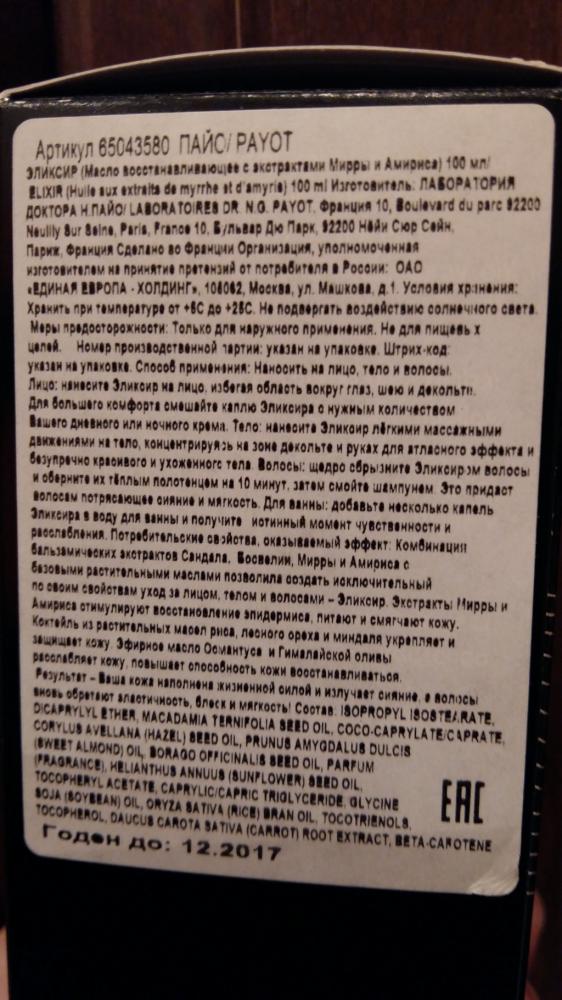 Артикул 65043580 ПАЙО/ PAYOT
ЭЛИКСИР (Масло восстанавливающее с экстрактами Мирры и Амириса) 100 мл/
ELIXIR (Huile aux extraits de myrrhe et d'amyris) 100 ml Изготовитель: ЛАБОРАТОРИЯ
ДОКТОРА Н.ПАЙО/ LABORATOIRES DR. N.G. PAYOT. Франция 10, Boulevard du parc 92200
Neuilly Sur Seine, Paris, France 10, Бульвар Дю Парк, 92200 Нёйи Сюр Сейн,
Париж, Франция Сделано во Франции Организация, уполномоченная
изготовителем на принятие претензий от потребителя в России: ОАО
«ЕДИНАЯ ЕВРОПА - ХОЛДИНГ», 105062, Москва, ул. Машкова, д.1. Условия хранения:
Хранить при температуре от +5С до +25С. Не подвергать воздействию солнечного света.
Меры предосторожности: Только для наружного применения. Не для пищевых
целей. Номер производственной партии: указан на упаковке. Штрих-код:
указан на упаковке. Способ применения: Наносить на лицо, тело и волосы.
Лицо: нанесите Эликсир на лицо, избегая область вокруг глаз, шею и декольте.
Для большего комфорта смешайте каплю Эликсира с нужным количеством
Вашего дневного или ночного крема. Тело: нанесите Эликсир лёгкими массажными
движениями на тело, концентрируясь на зоне декольте и руках для атласного эффекта и
безупречно красивого и ухоженного тела. Волосы: щедро сбрызните Эликсиром волосы
и оберните их тёплым полотенцем на 10 минут, затем смойте шампунем. Это придаст
волосам потрясающее сияние и мягкость. Для ванны: добавьте несколько капель
Эликсира в воду для ванны и получите истинный момент чувственности и
расслабления. Потребительские свойства, оказываемый эффект: Комбинация
бальзамических экстрактов Сандала, Босвелии, Мирры и Амириса с
базовыми растительными маслами позволила создать исключительный
по своим свойствам уход за лицом, телом и волосами – Эликсир. Экстракты Мирры и
Амириса стимулируют восстановление эпидермиса, питают и смягчают кожу.
Коктейль из растительных масел риса, лесного ореха и миндаля укрепляет и
защищает кожу. Эфирное масло Османтуса и Гималайской оливы
расслабляет кожу, повышает способность кожи восстанавливаться.
Результат – Ваша кожа наполнена жизненной силой и излучает сияние, а волосы
вновь обретают эластичность, блеск и мягкость! Состав: ISOPROPYL ISOSTEARATE,
DICAPRYLYL ETHER, MACADAMIA TERNIFOLIA SEED OIL, COCO-CAPRYLATE/CAPRATE,
CORYLUS AVELLANA (HAZEL) SEED OIL, PRUNUS AMYGDALUS DULCIS
(SWEET ALMOND) OIL, BORAGO OFFICINALIS SEED OIL, PARFUM
(FRAGRANCE), HELIANTHUS ANNUUS (SUNFLOWER) SEED OIL,
TOCOPHERYL ACETATE, CAPRYLIC/CAPRIC TRIGLYCERIDE, GLYCINE
SOJA (SOYBEAN) OIL, ORYZA SATIVA (RICE) BRAN OIL, TOCOTRIENOLS,
TOCOPHEROL, DAUCUS CAROTA SATIVA (CARROT) ROOT EXTRACT, BETA-CAROTENE
EAC
Годен до: 12.2017